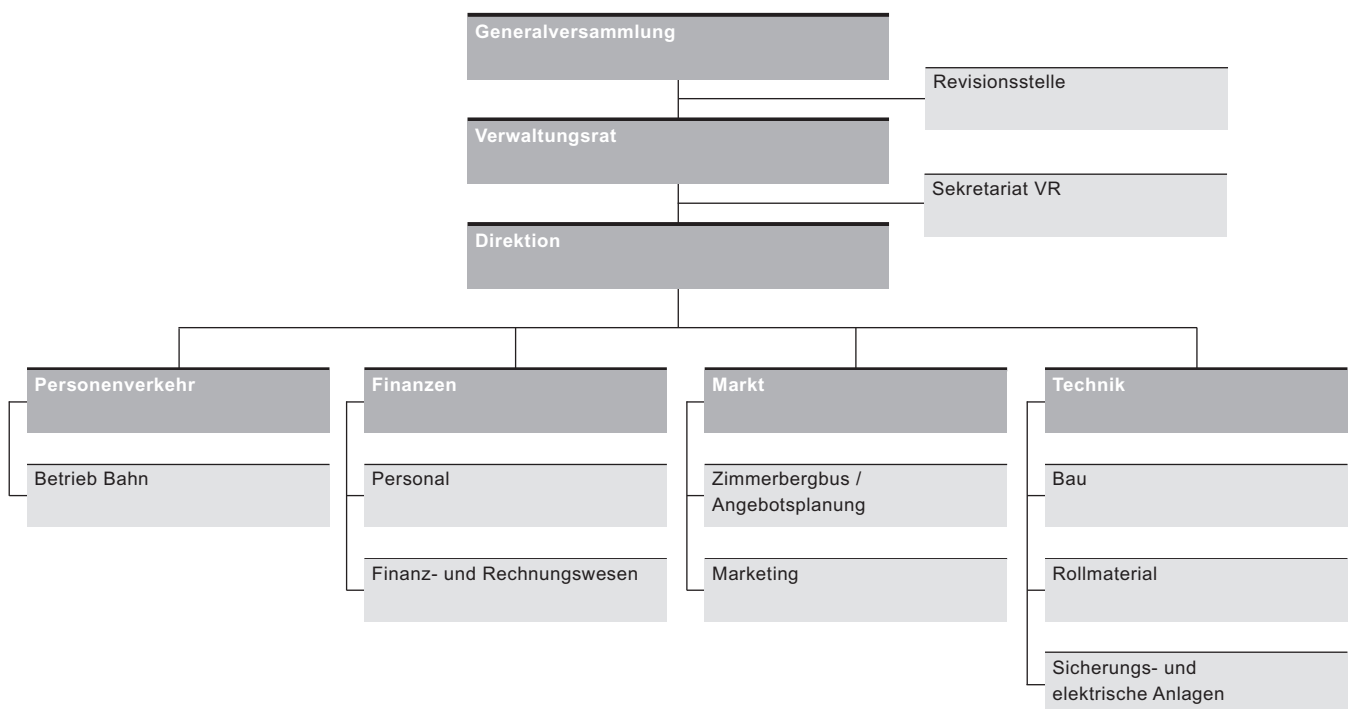 Generalversammlung
Revisionsstelle
Verwaltungsrat
Sekretariat VR
Direktion
Personenverkehr
Betrieb Bahn
Finanzen
Personal
Finanz- und Rechnungswesen
Markt
Zimmerbergbus /
Angebotsplanung
Marketing
Technik
Bau
Rollmaterial
Sicherungs- und
elektrische Anlagen